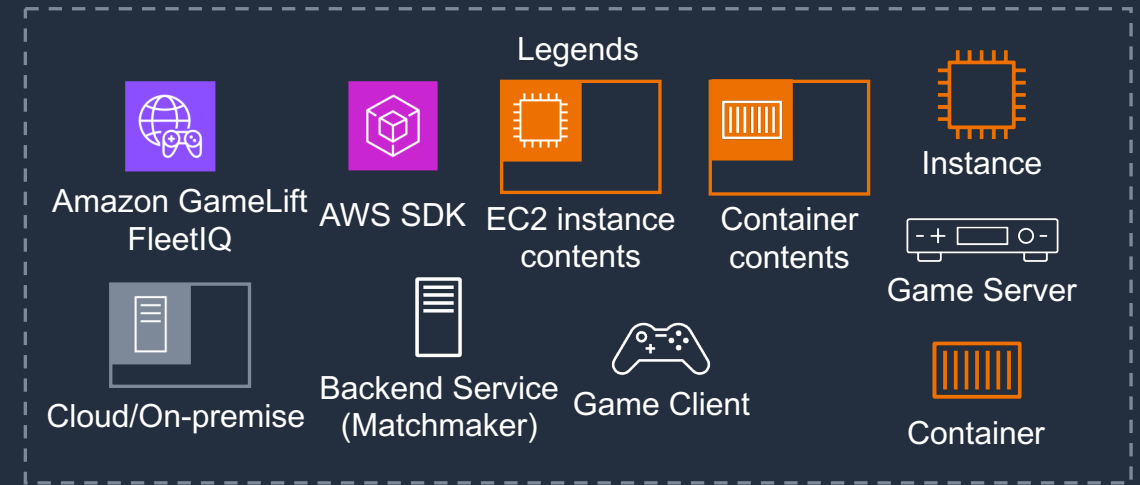 Legends
Amazon GameLift
FleetIQ
AWS SDK
EC2 instance
contents
Container
contents
Instance
Game Server
Cloud/On-premise
Backend Service
(Matchmaker)
Game Client
Container